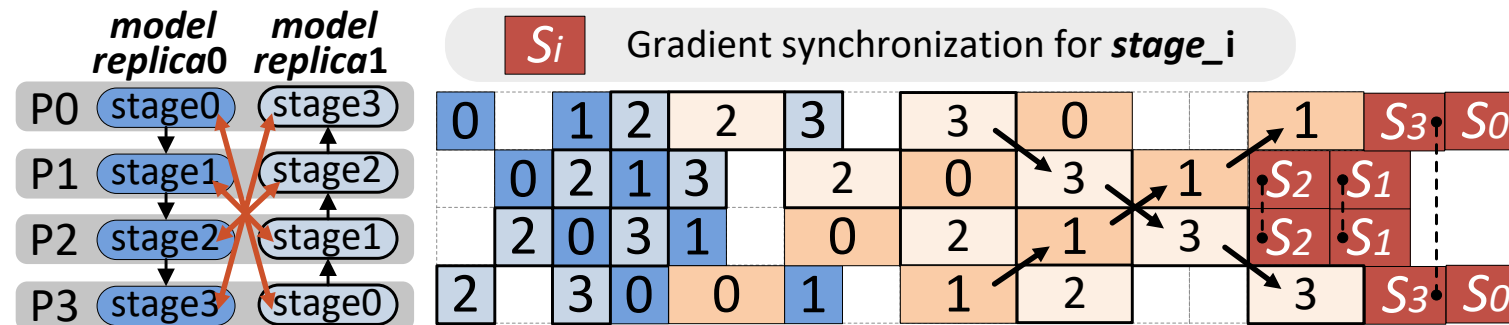 model model
replica0 replica1
Si Gradient synchronization for stage_i
P0 stage0 stage3 0 1 2 2 3 3 0 1 S3 S0
P1 stage1 stage2 0 2 1 3 2 0 3 1 S2 S1
P2 stage2 stage1 2 0 3 1 0 2 1 3 S2 S1
P3 stage3 stage0 2 3 0 0 1 1 2 3 S3 S0